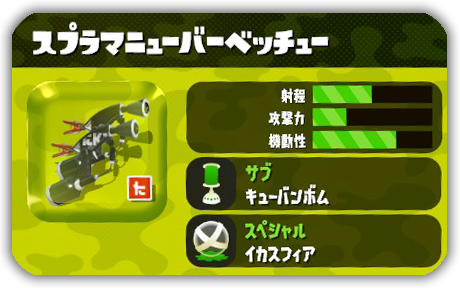 スプラマニューバーベッチュー
射程
攻撃力
機動性
た
サブ
キューバンボム
スペシャル
イカスフィア